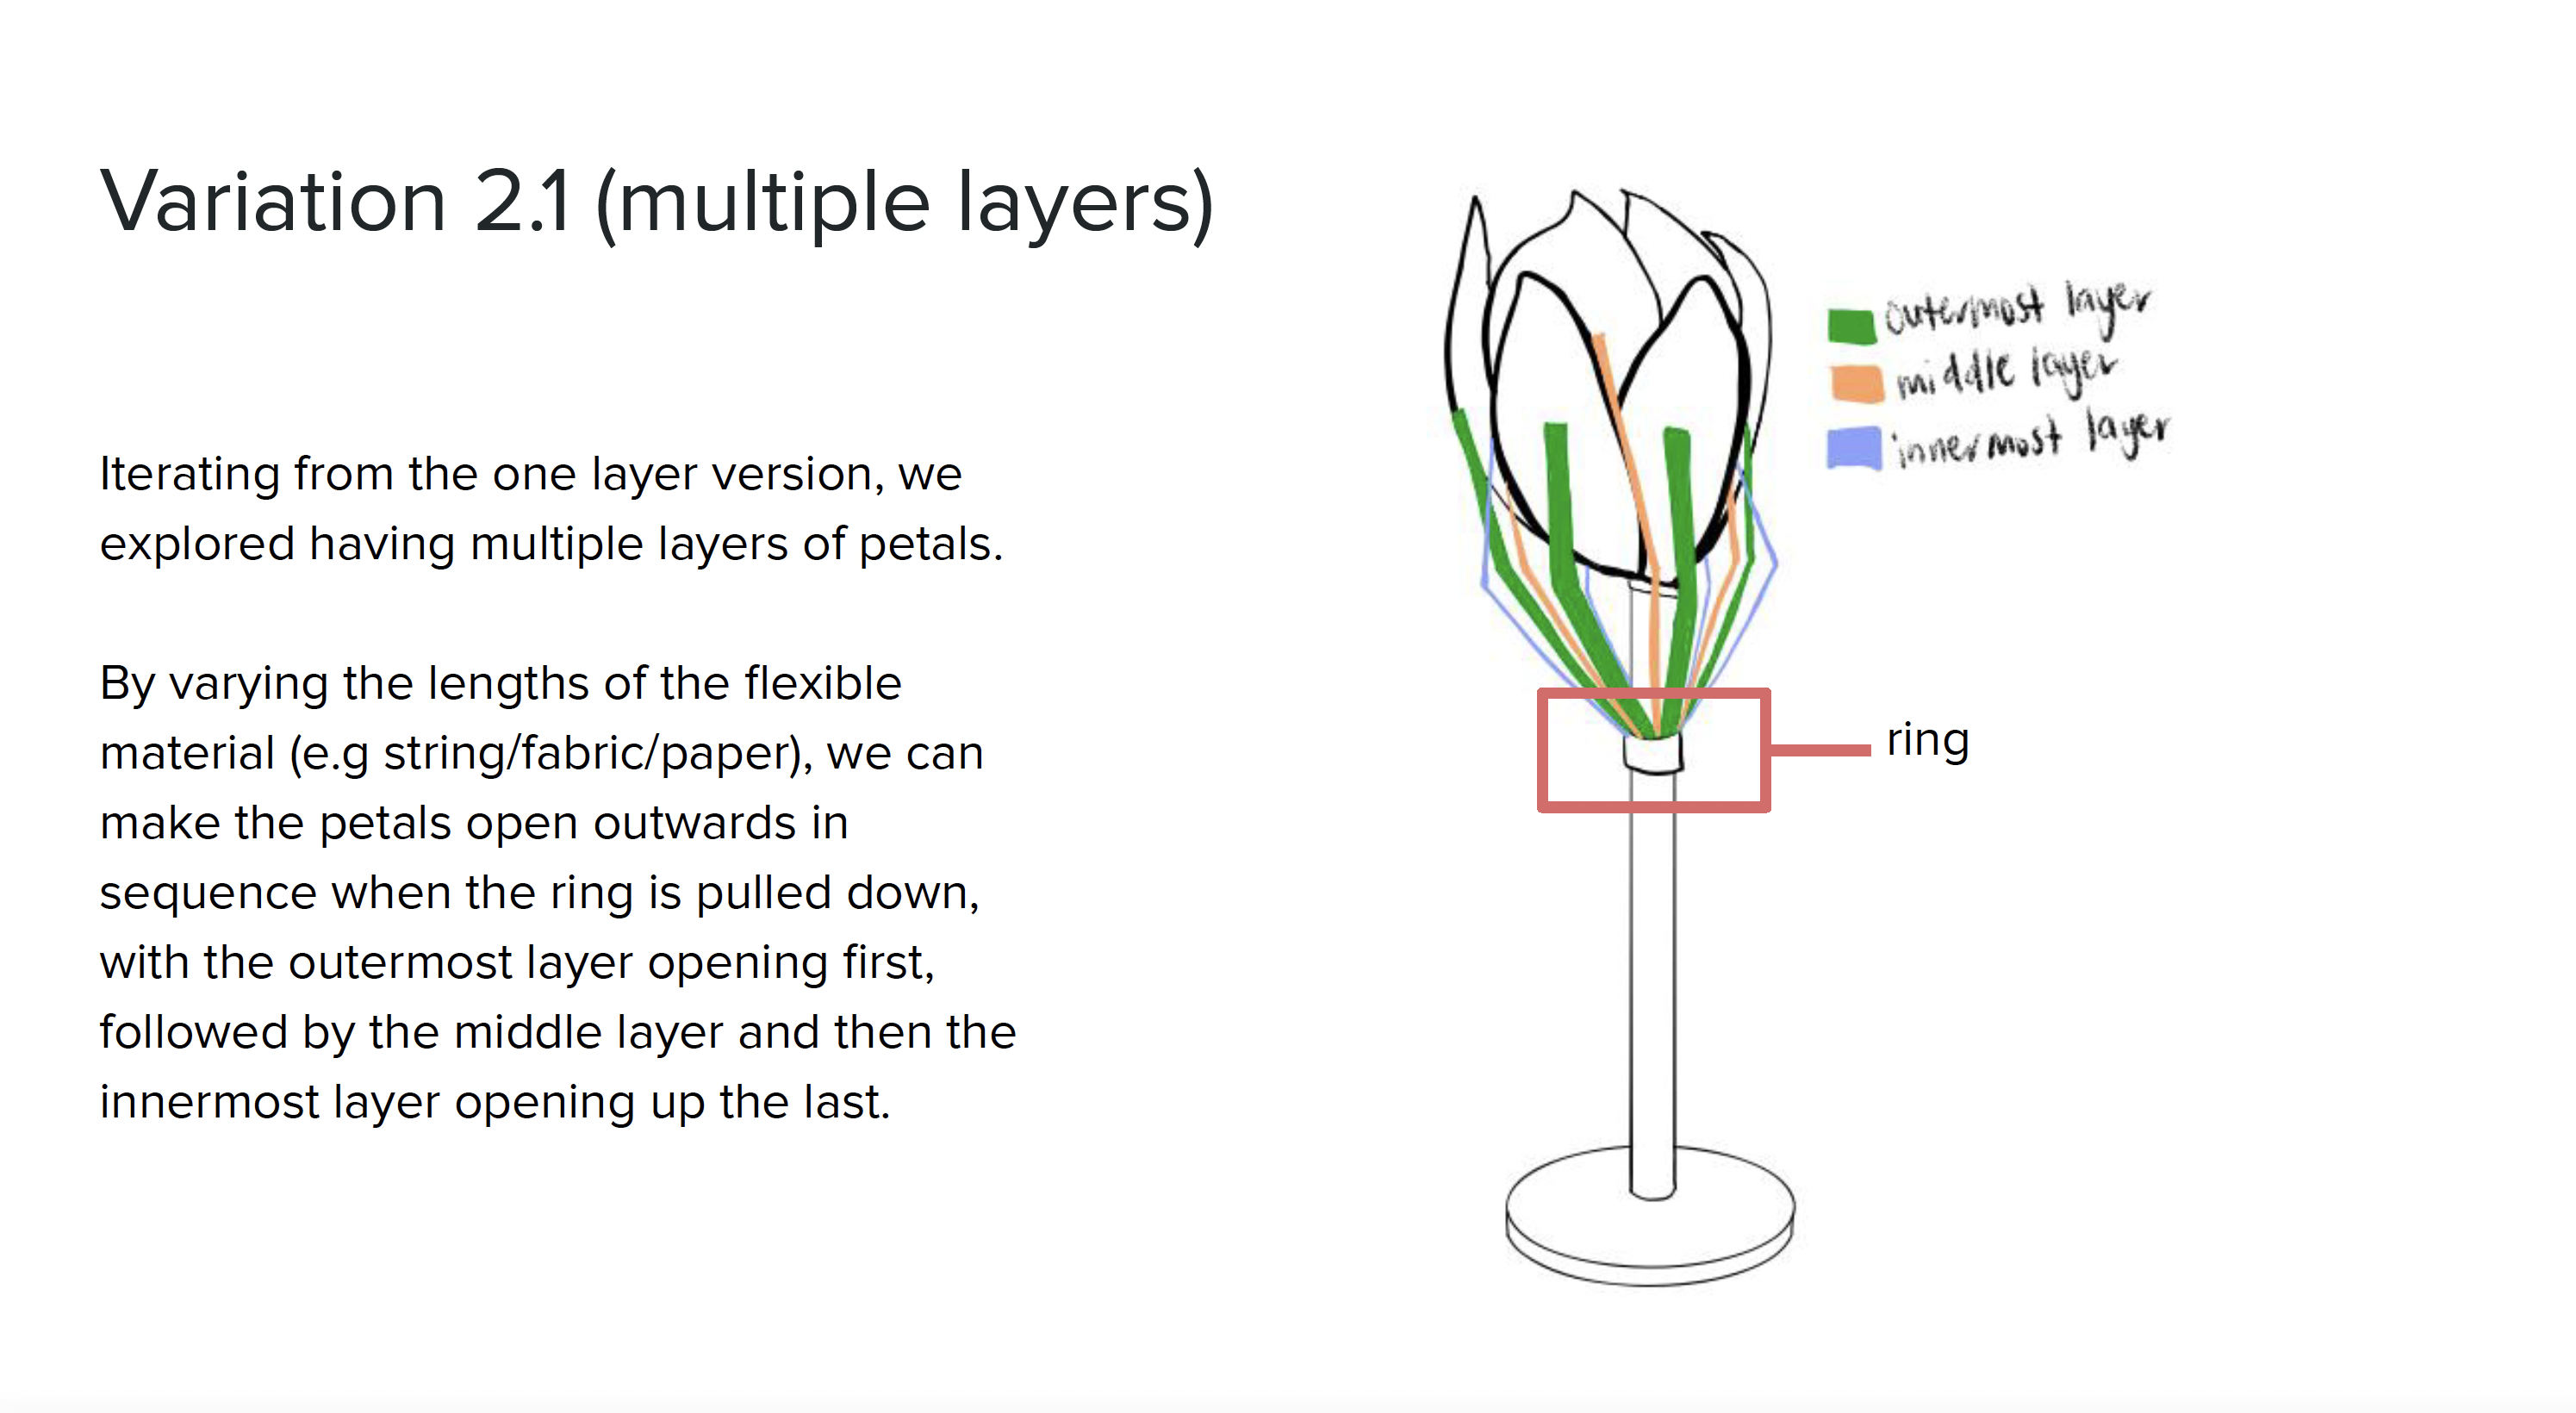 Variation 2.1 (multiple layers)
Iterating from the one layer version, we
explored having multiple layers of petals.
By varying the lengths of the flexible
material (e.g string/fabric/paper), we can
make the petals open outwards in
sequence when the ring is pulled down,
with the outermost layer opening first,
followed by the middle layer and then the
innermost layer opening up the last.
outermost layer
middle layer
innermost layer
ring